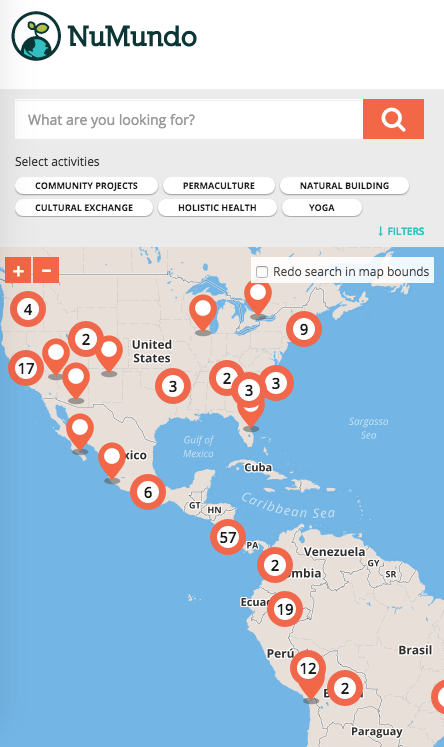 NuMundo
What are you looking for?
Select activities
COMMUNITY PROJECTS PERMACULTURE NATURAL BUILDING
CULTURAL EXCHANGE HOLISTIC HEALTH YOGA
FILTERS
+ − Redo search in map bounds
4
9
2
United
States
17
3
2
3
3
Sargasso
Sea
Gulf of
Mexico
xico
Cuba
6
Caribbean Sea
GT
HN
57
PA
Venezuela
2
mbia
GY
SR
Ecua
19
Brasil
Perú
12
2
B
Paraguay